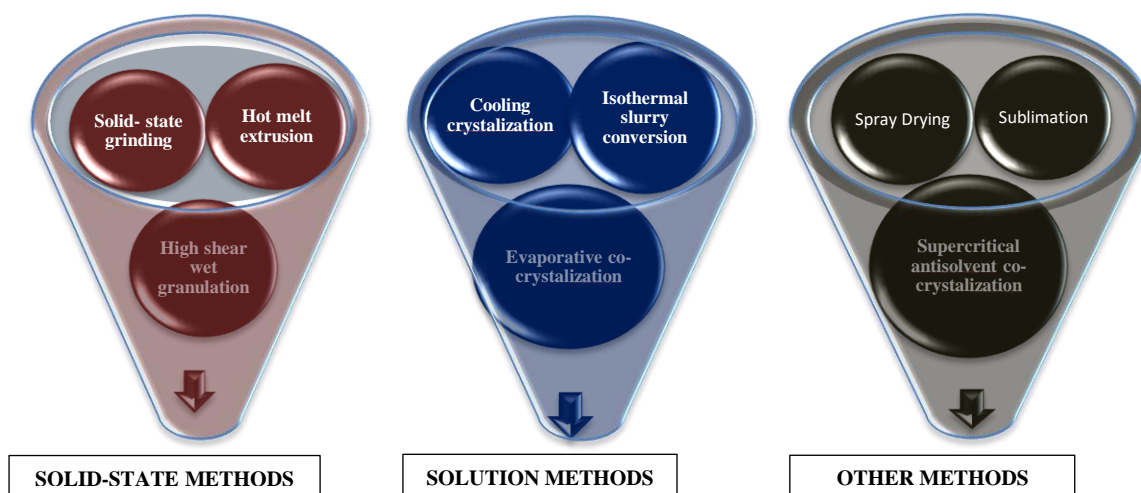 Solid- state
grinding
Hot melt
extrusion
High shear
wet
granulation
SOLID-STATE METHODS
Cooling
crystalization
Isothermal
slurry
conversion
Evaporative co-
crystalization
SOLUTION METHODS
Spray Drying
Sublimation
Supercritical
antisolvent co-
crystalization
OTHER METHODS